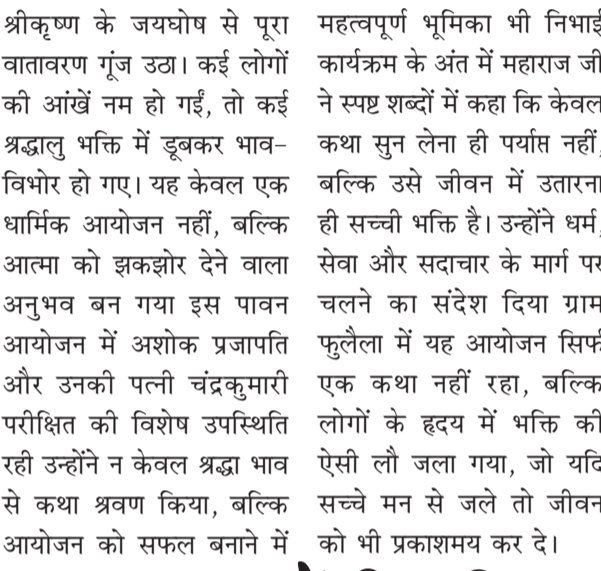 श्रीकृष्ण के जयघोष से पूरा
वातावरण गूंज उठा। कई लोगों
की आंखें नम हो गईं, तो कई
श्रद्धालु भक्ति में डूबकर भाव-
विभोर हो गए। यह केवल एक
धार्मिक आयोजन नहीं, बल्कि
आत्मा को झकझोर देने वाला
अनुभव बन गया इस पावन
आयोजन में अशोक प्रजापति
और उनकी पत्नी चंद्रकुमारी
परीक्षित की विशेष उपस्थिति
रही उन्होंने न केवल श्रद्धा भाव
से कथा श्रवण किया, बल्कि
आयोजन को सफल बनाने में
महत्वपूर्ण भूमिका भी निभाई
कार्यक्रम के अंत में महाराज जी
ने स्पष्ट शब्दों में कहा कि केवल
कथा सुन लेना ही पर्याप्त नहीं,
बल्कि उसे जीवन में उतारना
ही सच्ची भक्ति है। उन्होंने धर्म,
सेवा और सदाचार के मार्ग पर
चलने का संदेश दिया ग्राम
फुलैला में यह आयोजन सिर्फ
एक कथा नहीं रहा, बल्कि
लोगों के हृदय में भक्ति की
ऐसी लौ जला गया, जो यदि
सच्चे मन से जले तो जीवन
को भी प्रकाशमय कर दे।